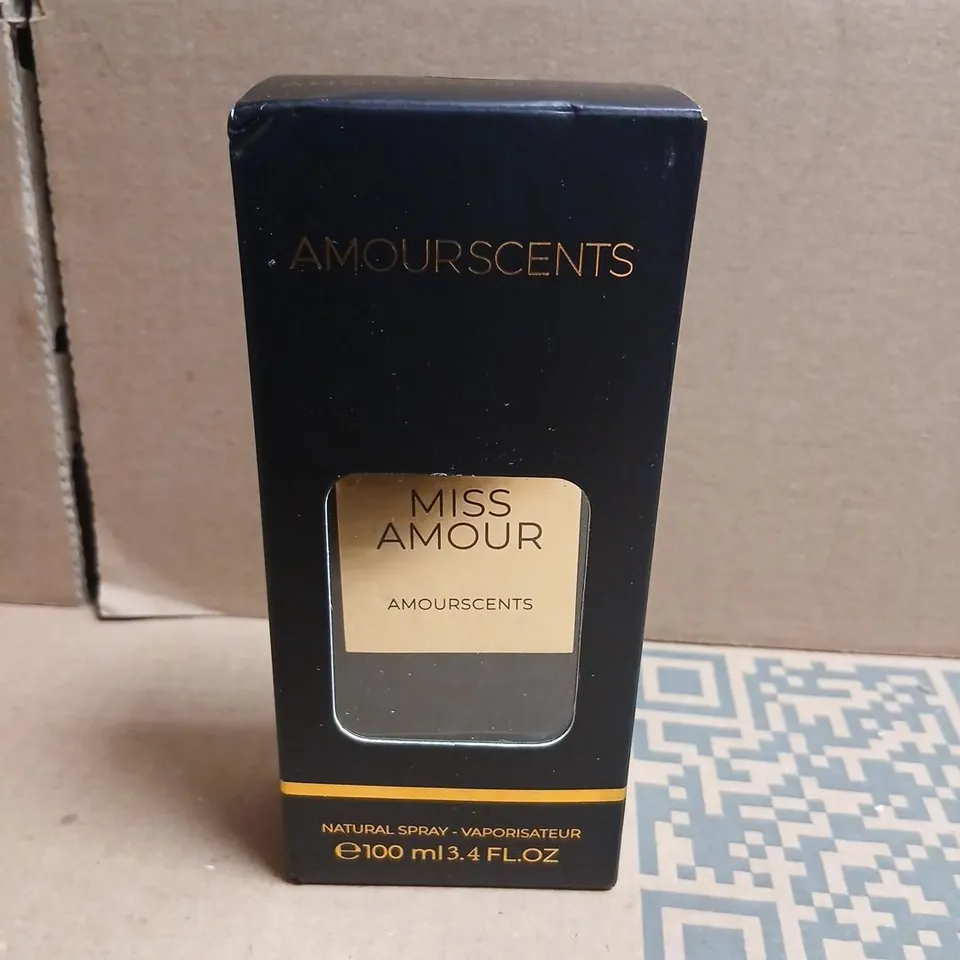 AMOURSCENTS
MISS
AMOUR
AMOURSCENTS
NATURAL SPRAY - VAPORISATEUR
℮100 ml 3.4 FL.OZ